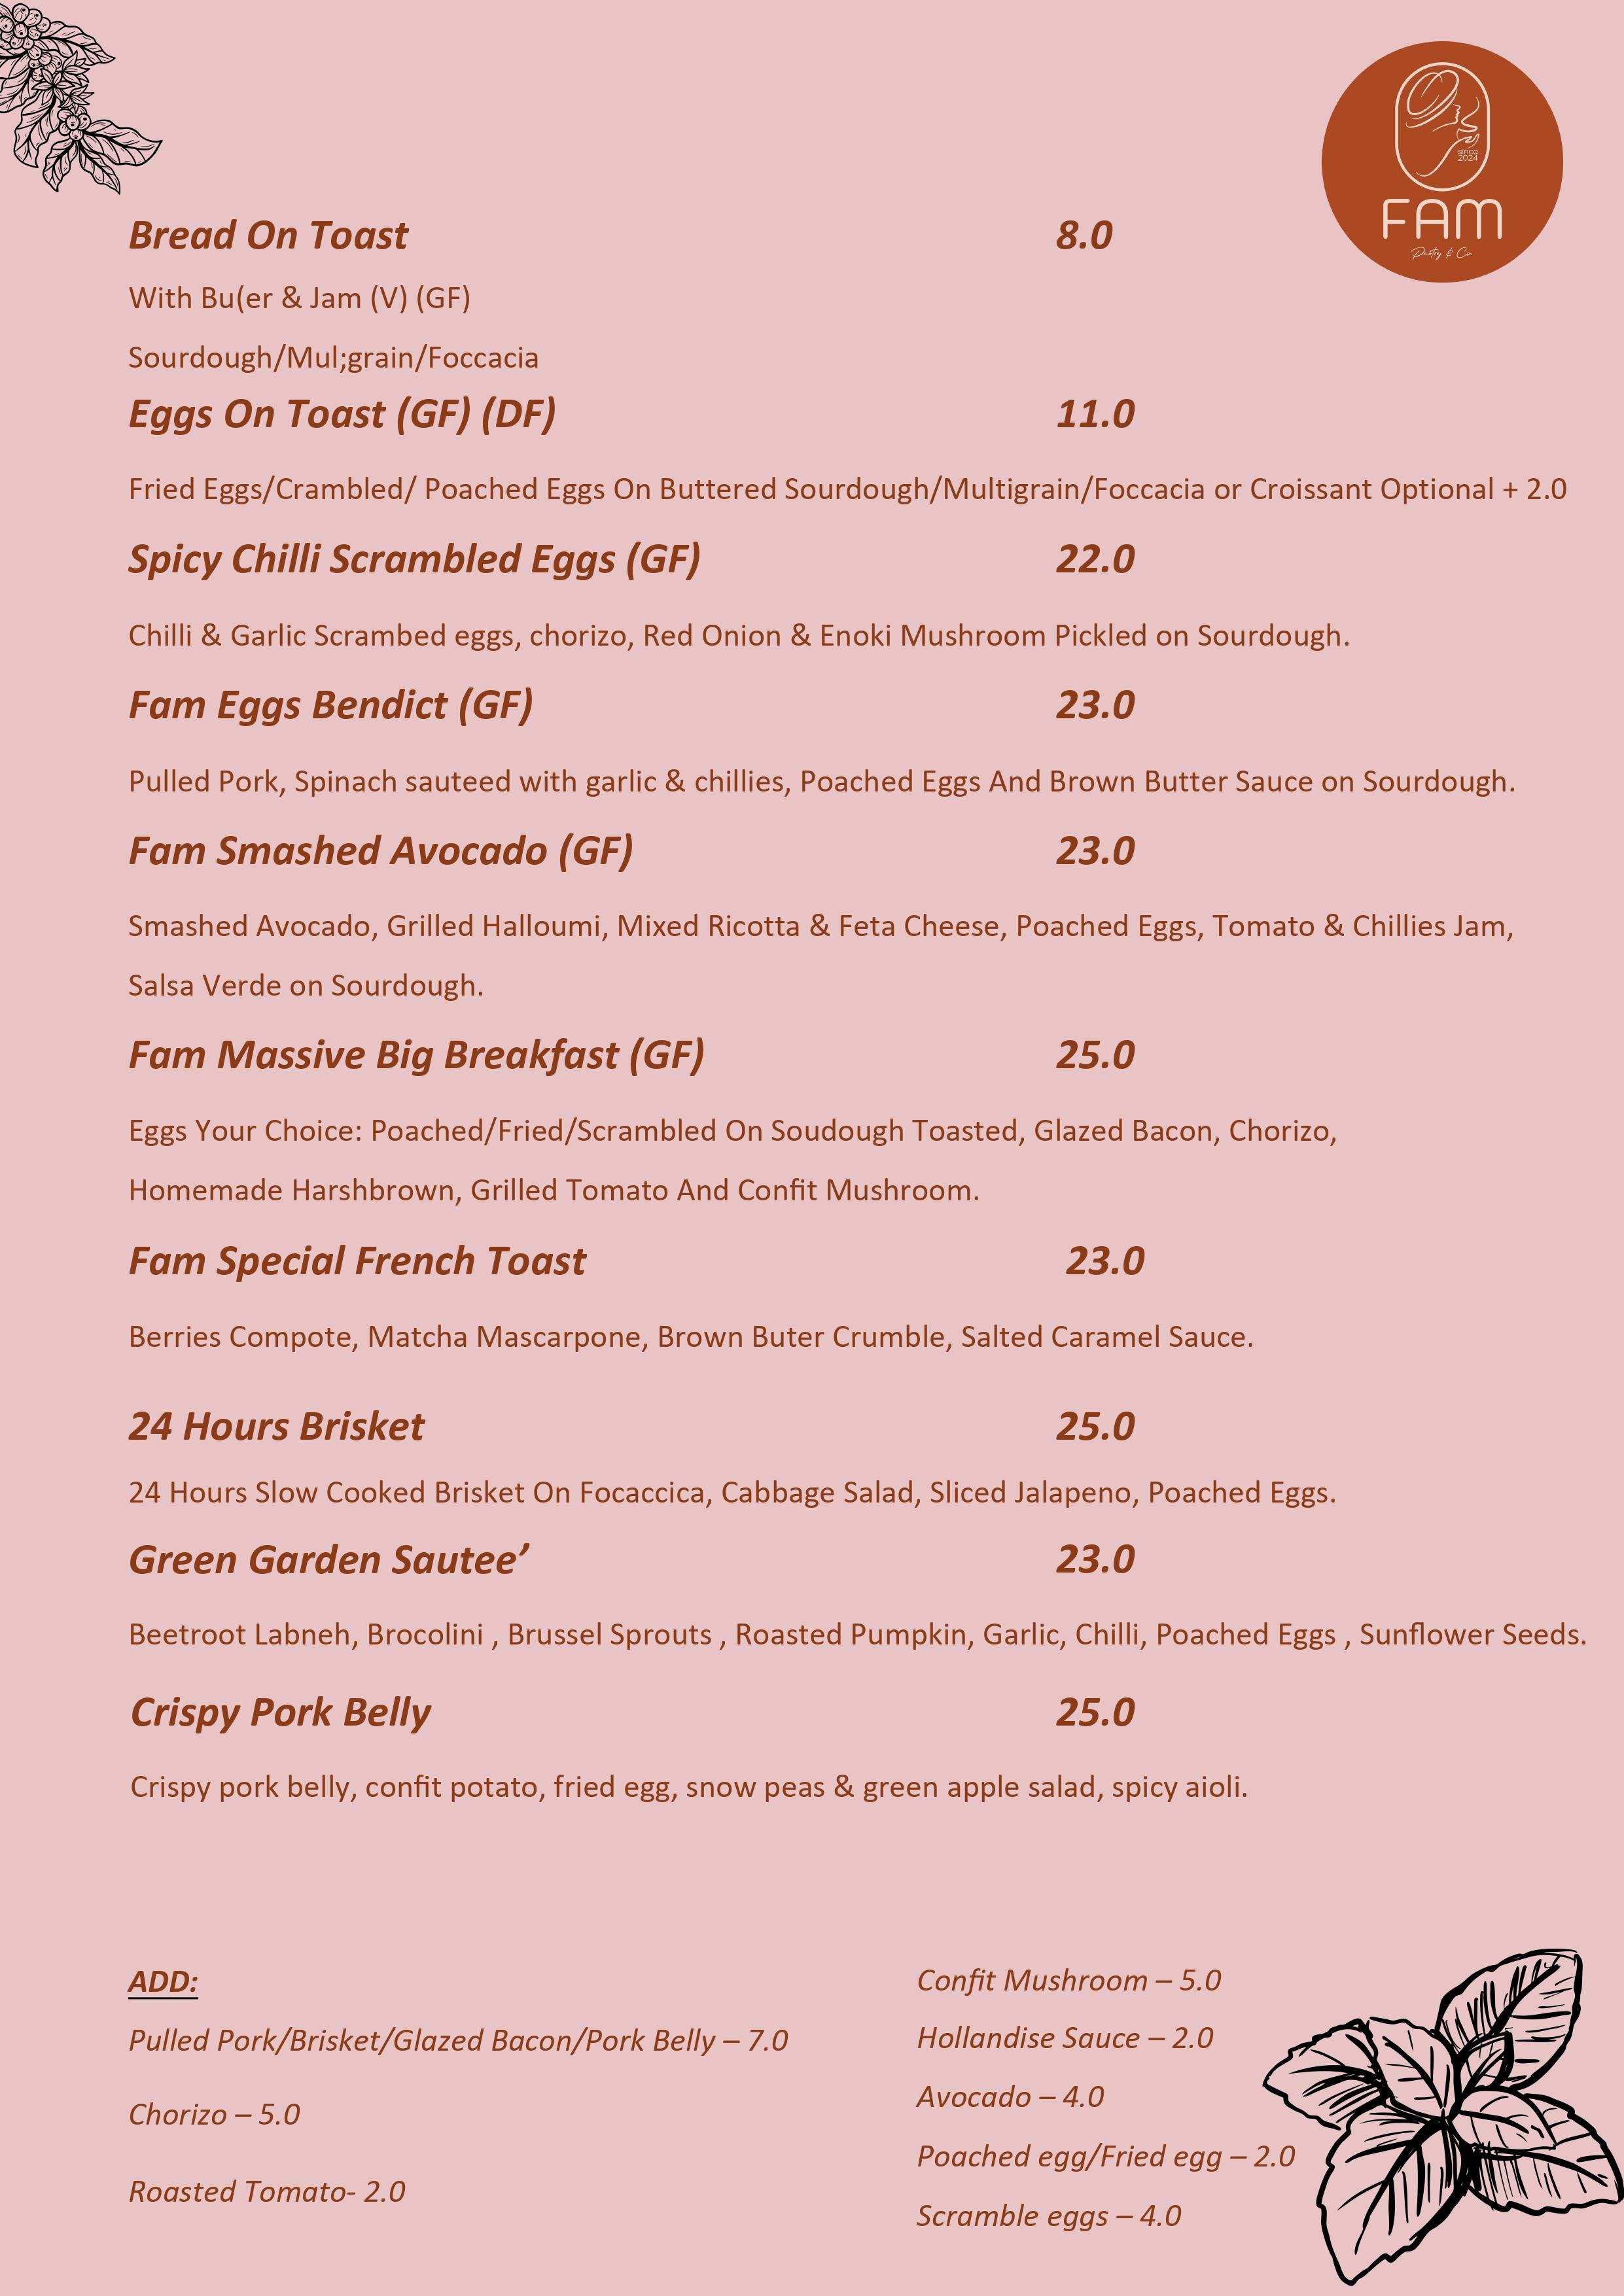 since
2024
FAM
Pastry & Co.
Bread On Toast 8.0
With Bu(er & Jam (V) (GF)
Sourdough/Mul;grain/Foccacia
Eggs On Toast (GF) (DF) 11.0
Fried Eggs/Crambled/ Poached Eggs On Buttered Sourdough/Multigrain/Foccacia or Croissant Optional + 2.0
Spicy Chilli Scrambled Eggs (GF) 22.0
Chilli & Garlic Scrambed eggs, chorizo, Red Onion & Enoki Mushroom Pickled on Sourdough.
Fam Eggs Bendict (GF) 23.0
Pulled Pork, Spinach sauteed with garlic & chillies, Poached Eggs And Brown Butter Sauce on Sourdough.
Fam Smashed Avocado (GF) 23.0
Smashed Avocado, Grilled Halloumi, Mixed Ricotta & Feta Cheese, Poached Eggs, Tomato & Chillies Jam,
Salsa Verde on Sourdough.
Fam Massive Big Breakfast (GF) 25.0
Eggs Your Choice: Poached/Fried/Scrambled On Soudough Toasted, Glazed Bacon, Chorizo,
Homemade Harshbrown, Grilled Tomato And Confit Mushroom.
Fam Special French Toast 23.0
Berries Compote, Matcha Mascarpone, Brown Buter Crumble, Salted Caramel Sauce.
24 Hours Brisket 25.0
24 Hours Slow Cooked Brisket On Focaccica, Cabbage Salad, Sliced Jalapeno, Poached Eggs.
Green Garden Sautee’ 23.0
Beetroot Labneh, Brocolini , Brussel Sprouts , Roasted Pumpkin, Garlic, Chilli, Poached Eggs , Sunflower Seeds.
Crispy Pork Belly 25.0
Crispy pork belly, confit potato, fried egg, snow peas & green apple salad, spicy aioli.
ADD:
Pulled Pork/Brisket/Glazed Bacon/Pork Belly – 7.0
Chorizo – 5.0
Roasted Tomato- 2.0
Confit Mushroom – 5.0
Hollandise Sauce – 2.0
Avocado – 4.0
Poached egg/Fried egg – 2.0
Scramble eggs – 4.0